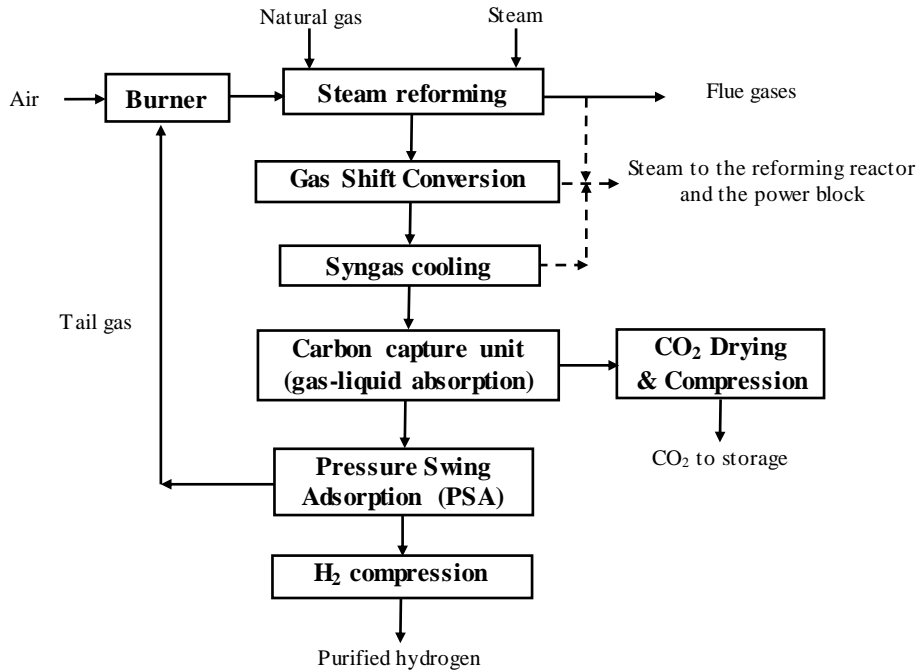 Natural gas
Steam
Air
Burner
Steam reforming
Flue gases
Gas Shift Conversion
Steam to the reforming reactor
and the power block
Syngas cooling
Tail gas
Carbon capture unit
(gas-liquid absorption)
CO₂ Drying
& Compression
CO₂ to storage
Pressure Swing
Adsorption (PSA)
H₂ compression
Purified hydrogen